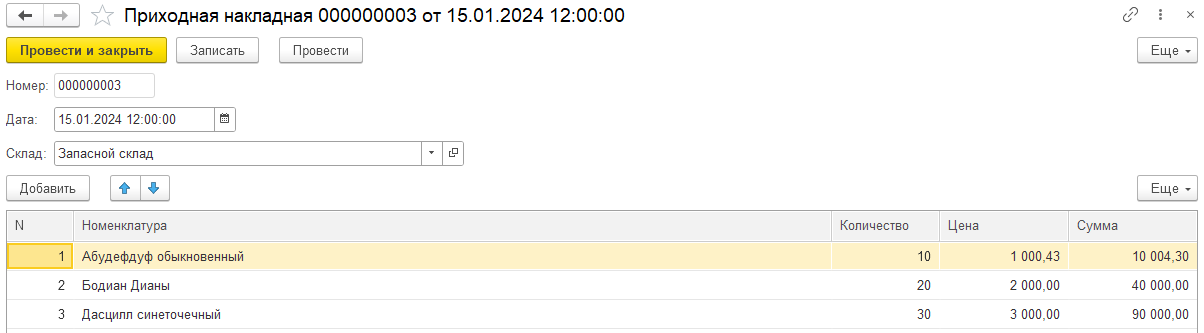 Приходная накладная 000000003 от 15.01.2024 12:00:00
Провести и закрыть Записать Провести Еще
Номер: 000000003
Дата: 15.01.2024 12:00:00
Склад: Запасной склад
Добавить Еще
N Номенклатура Количество Цена Сумма
1 Абудефдуф обыкновенный 10 1 000,43 10 004,30
2 Бодиан Дианы 20 2 000,00 40 000,00
3 Дасцилл синеточечный 30 3 000,00 90 000,00